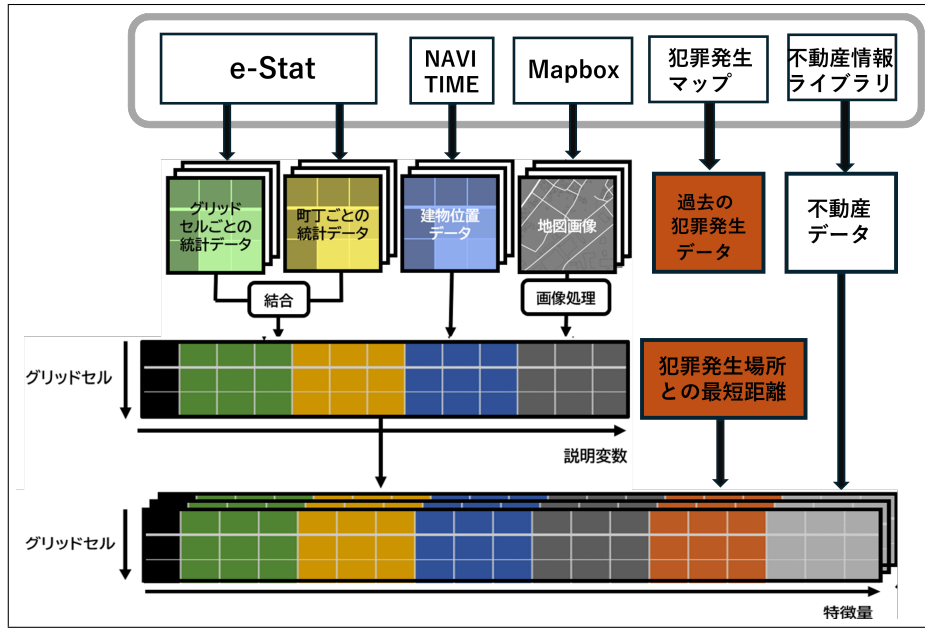 e-Stat
NAVI
TIME
Mapbox
犯罪発生
マップ
不動産情報
ライブラリ
グリッド
セルごとの
統計データ
町丁ごとの
統計データ
建物位置
データ
地図画像
過去の
犯罪発生
データ
不動産
データ
結合
画像処理
グリッドセル
犯罪発生場所
との最短距離
説明変数
グリッドセル
特徴量